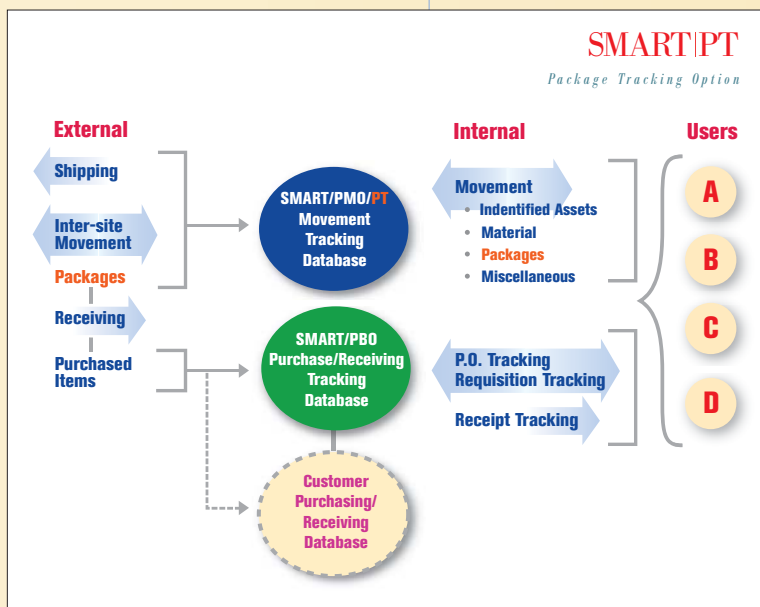 SMART|PT
Package Tracking Option
External
Shipping
Inter-site
Movement
Packages
Receiving
Purchased
Items
SMART/PMO/PT
Movement
Tracking
Database
SMART/PBO
Purchase/Receiving
Tracking
Database
Customer
Purchasing/
Receiving
Database
Internal
Movement
• Indentified Assets
• Material
• Packages
• Miscellaneous
P.O. Tracking
Requisition Tracking
Receipt Tracking
Users
A
B
C
D